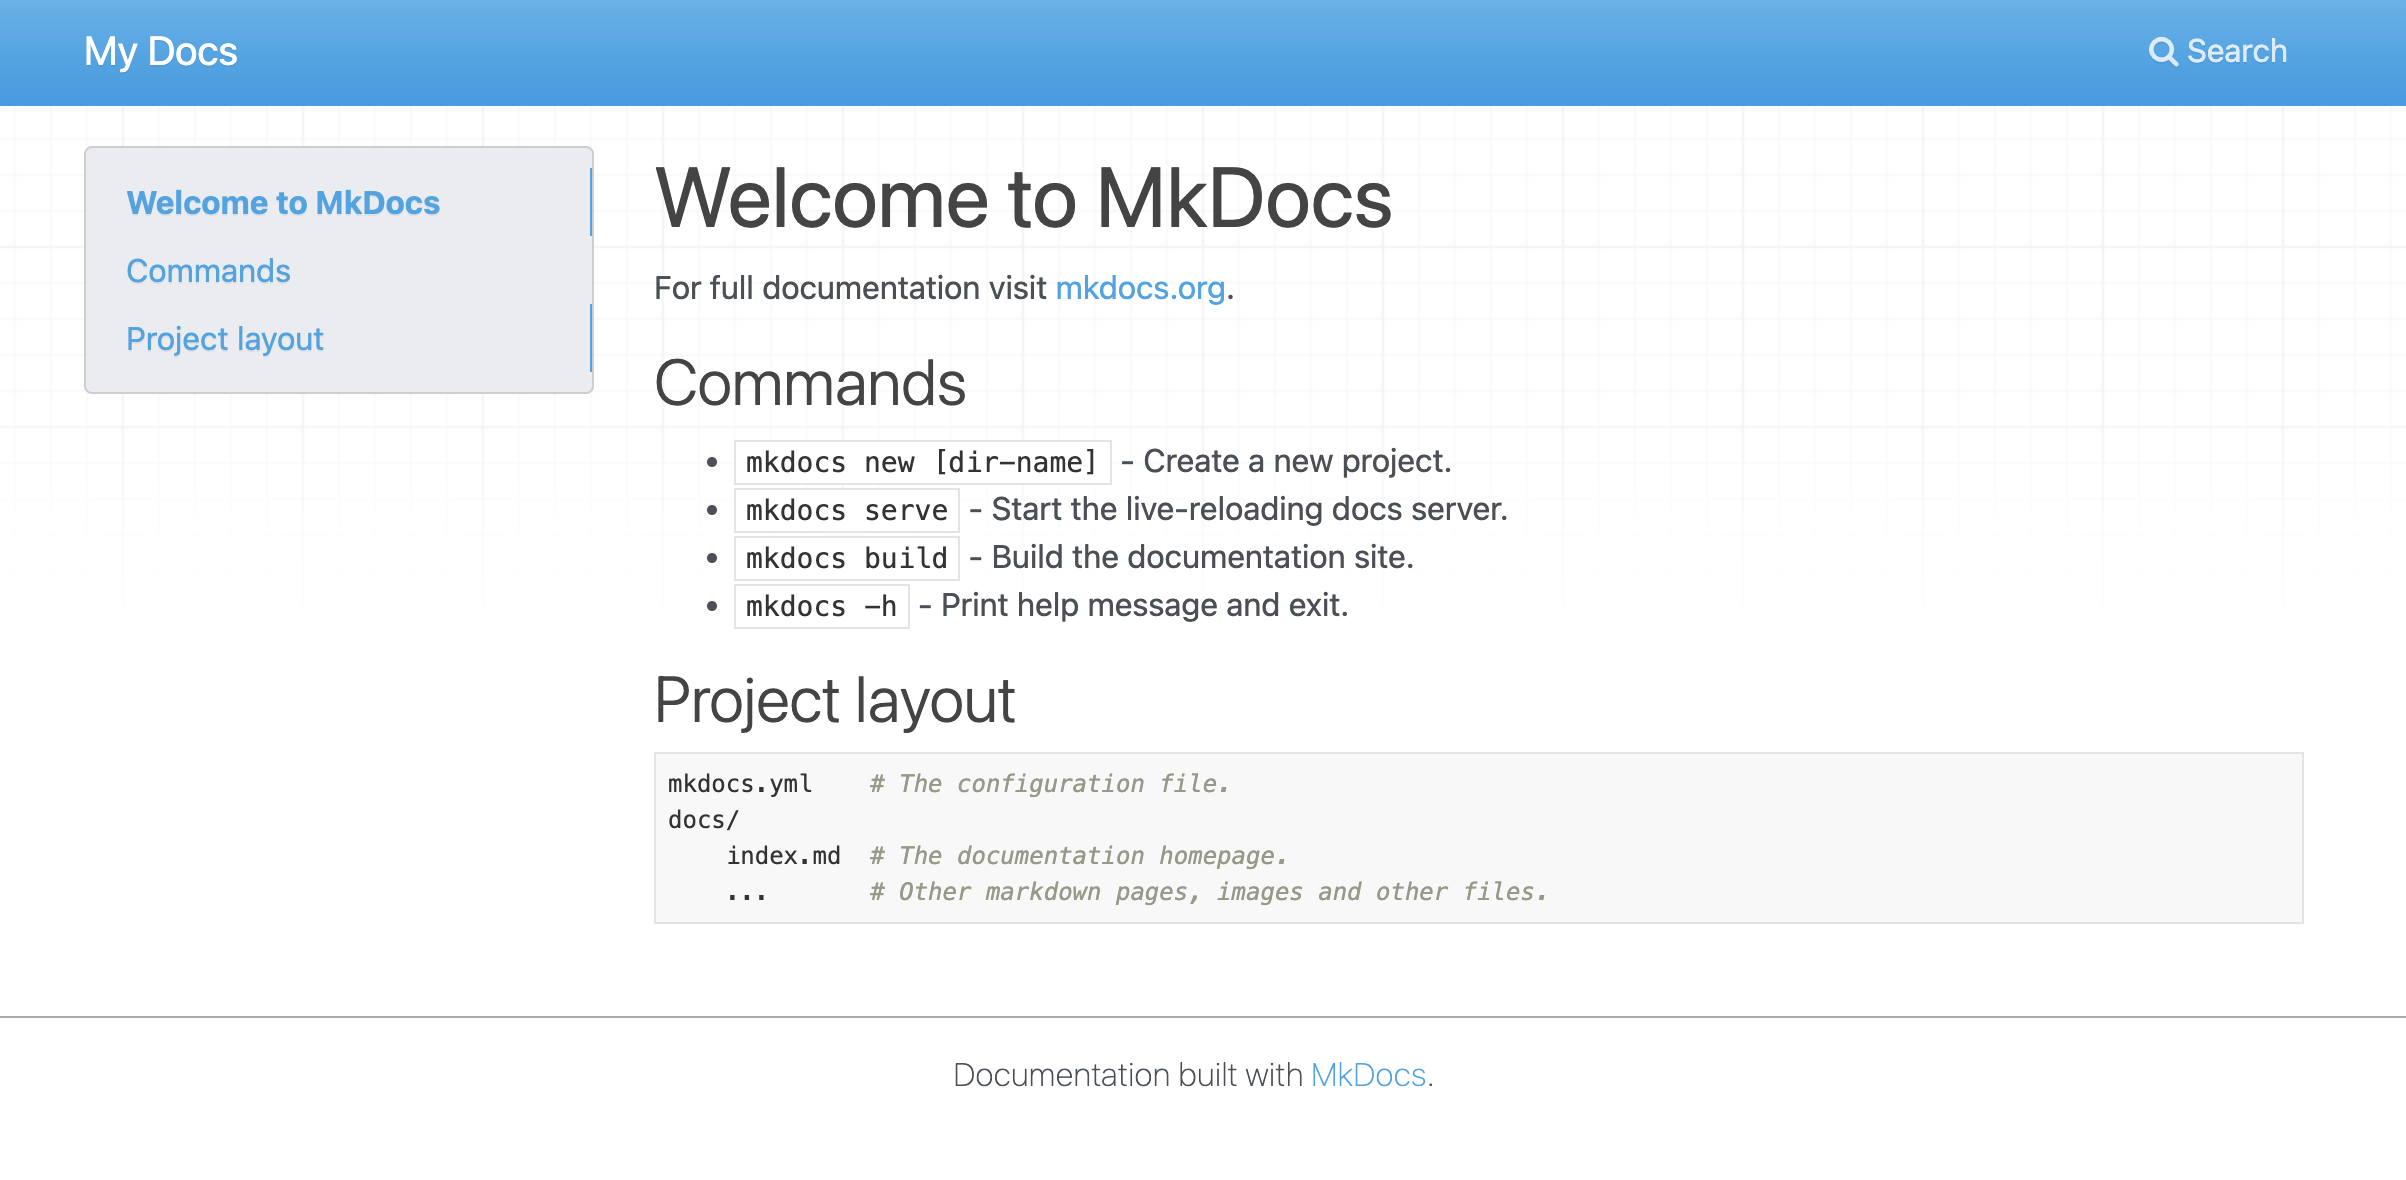 My Docs
Search
Welcome to MkDocs
Commands
Project layout
Welcome to MkDocs
For full documentation visit mkdocs.org.
Commands
mkdocs new [dir-name] - Create a new project.
mkdocs serve - Start the live-reloading docs server.
mkdocs build - Build the documentation site.
mkdocs -h - Print help message and exit.
Project layout
mkdocs.yml    # The configuration file.
docs/
    index.md  # The documentation homepage.
    ...       # Other markdown pages, images and other files.
Documentation built with MkDocs.